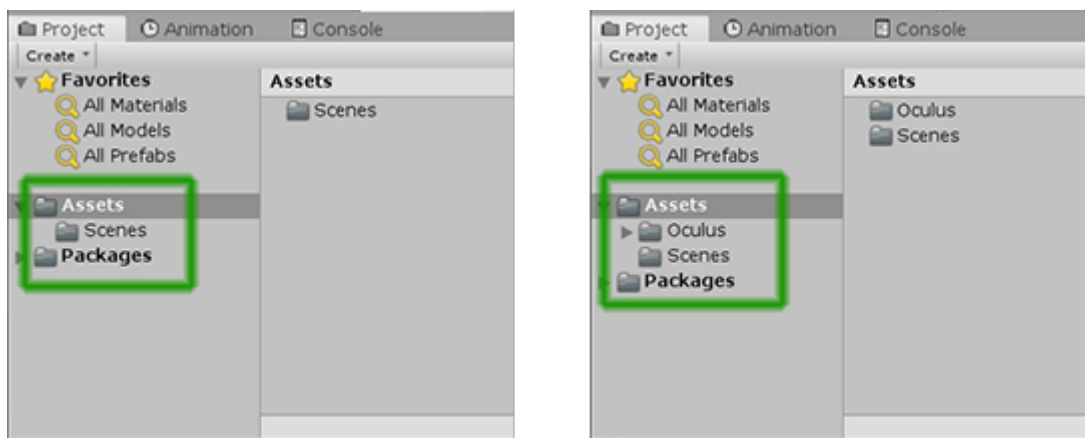 Project Animation Console
Create
Favorites
All Materials
All Models
All Prefabs
Assets
Scenes
Packages
Assets
Scenes
Project Animation Console
Create
Favorites
All Materials
All Models
All Prefabs
Assets
Oculus
Scenes
Packages
Assets
Oculus
Scenes